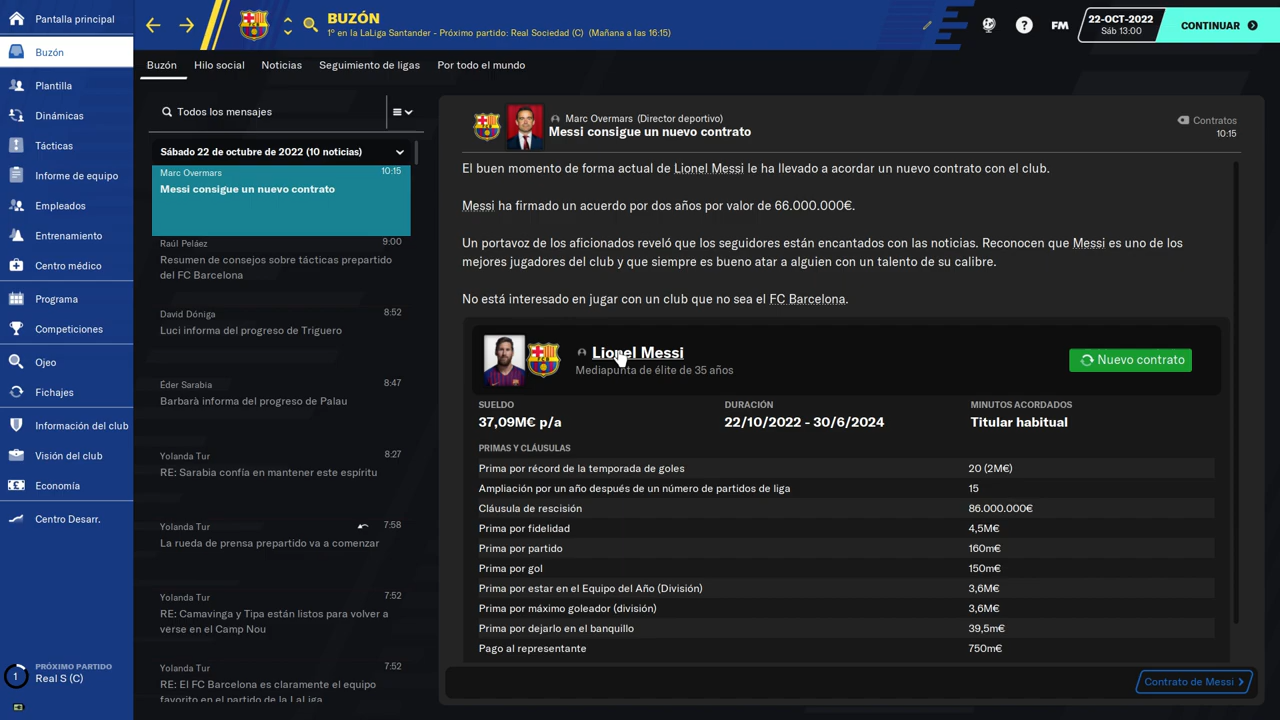 Pantalla principal
Buzón
Plantilla
Dinámicas
Tácticas
Informe de equipo
Empleados
Entrenamiento
Centro médico
Programa
Competiciones
Ojeo
Fichajes
Información del club
Visión del club
Economía
Centro Desarr.
1
PRÓXIMO PARTIDO
Real S (C)
BUZÓN
1º en la LaLiga Santander - Próximo partido: Real Sociedad (C) (Mañana a las 16:15)
?
FM
22-OCT-2022
Sáb 13:00
CONTINUAR
Buzón
Hilo social
Noticias
Seguimiento de ligas
Por todo el mundo
Todos los mensajes
Sábado 22 de octubre de 2022 (10 noticias)
Marc Overmars 10:15
Messi consigue un nuevo contrato
Raúl Peláez 9:00
Resumen de consejos sobre tácticas prepartido
del FC Barcelona
David Dóniga 8:52
Luci informa del progreso de Triguero
Éder Sarabia 8:47
Barbarà informa del progreso de Palau
Yolanda Tur 8:27
RE: Sarabia confía en mantener este espíritu
Yolanda Tur 7:58
La rueda de prensa prepartido va a comenzar
Yolanda Tur 7:52
RE: Camavinga y Tipa están listos para volver a
verse en el Camp Nou
Yolanda Tur 7:52
RE: El FC Barcelona es claramente el equipo
favorito en el partido de la LaLiga
Marc Overmars (Director deportivo)
Messi consigue un nuevo contrato
Contratos
10:15
El buen momento de forma actual de Lionel Messi le ha llevado a acordar un nuevo contrato con el club.
Messi ha firmado un acuerdo por dos años por valor de 66.000.000€.
Un portavoz de los aficionados reveló que los seguidores están encantados con las noticias. Reconocen que Messi es uno de los
mejores jugadores del club y que siempre es bueno atar a alguien con un talento de su calibre.
No está interesado en jugar con un club que no sea el FC Barcelona.
Lionel Messi
Mediapunta de élite de 35 años
Nuevo contrato
SUELDO DURACIÓN MINUTOS ACORDADOS
37,09M€ p/a 22/10/2022 - 30/6/2024 Titular habitual
PRIMAS Y CLÁUSULAS
Prima por récord de la temporada de goles 20 (2M€)
Ampliación por un año después de un número de partidos de liga 15
Cláusula de rescisión 86.000.000€
Prima por fidelidad 4,5M€
Prima por partido 160m€
Prima por gol 150m€
Prima por estar en el Equipo del Año (División) 3,6M€
Prima por máximo goleador (división) 3,6M€
Prima por dejarlo en el banquillo 39,5m€
Pago al representante 750m€
Contrato de Messi